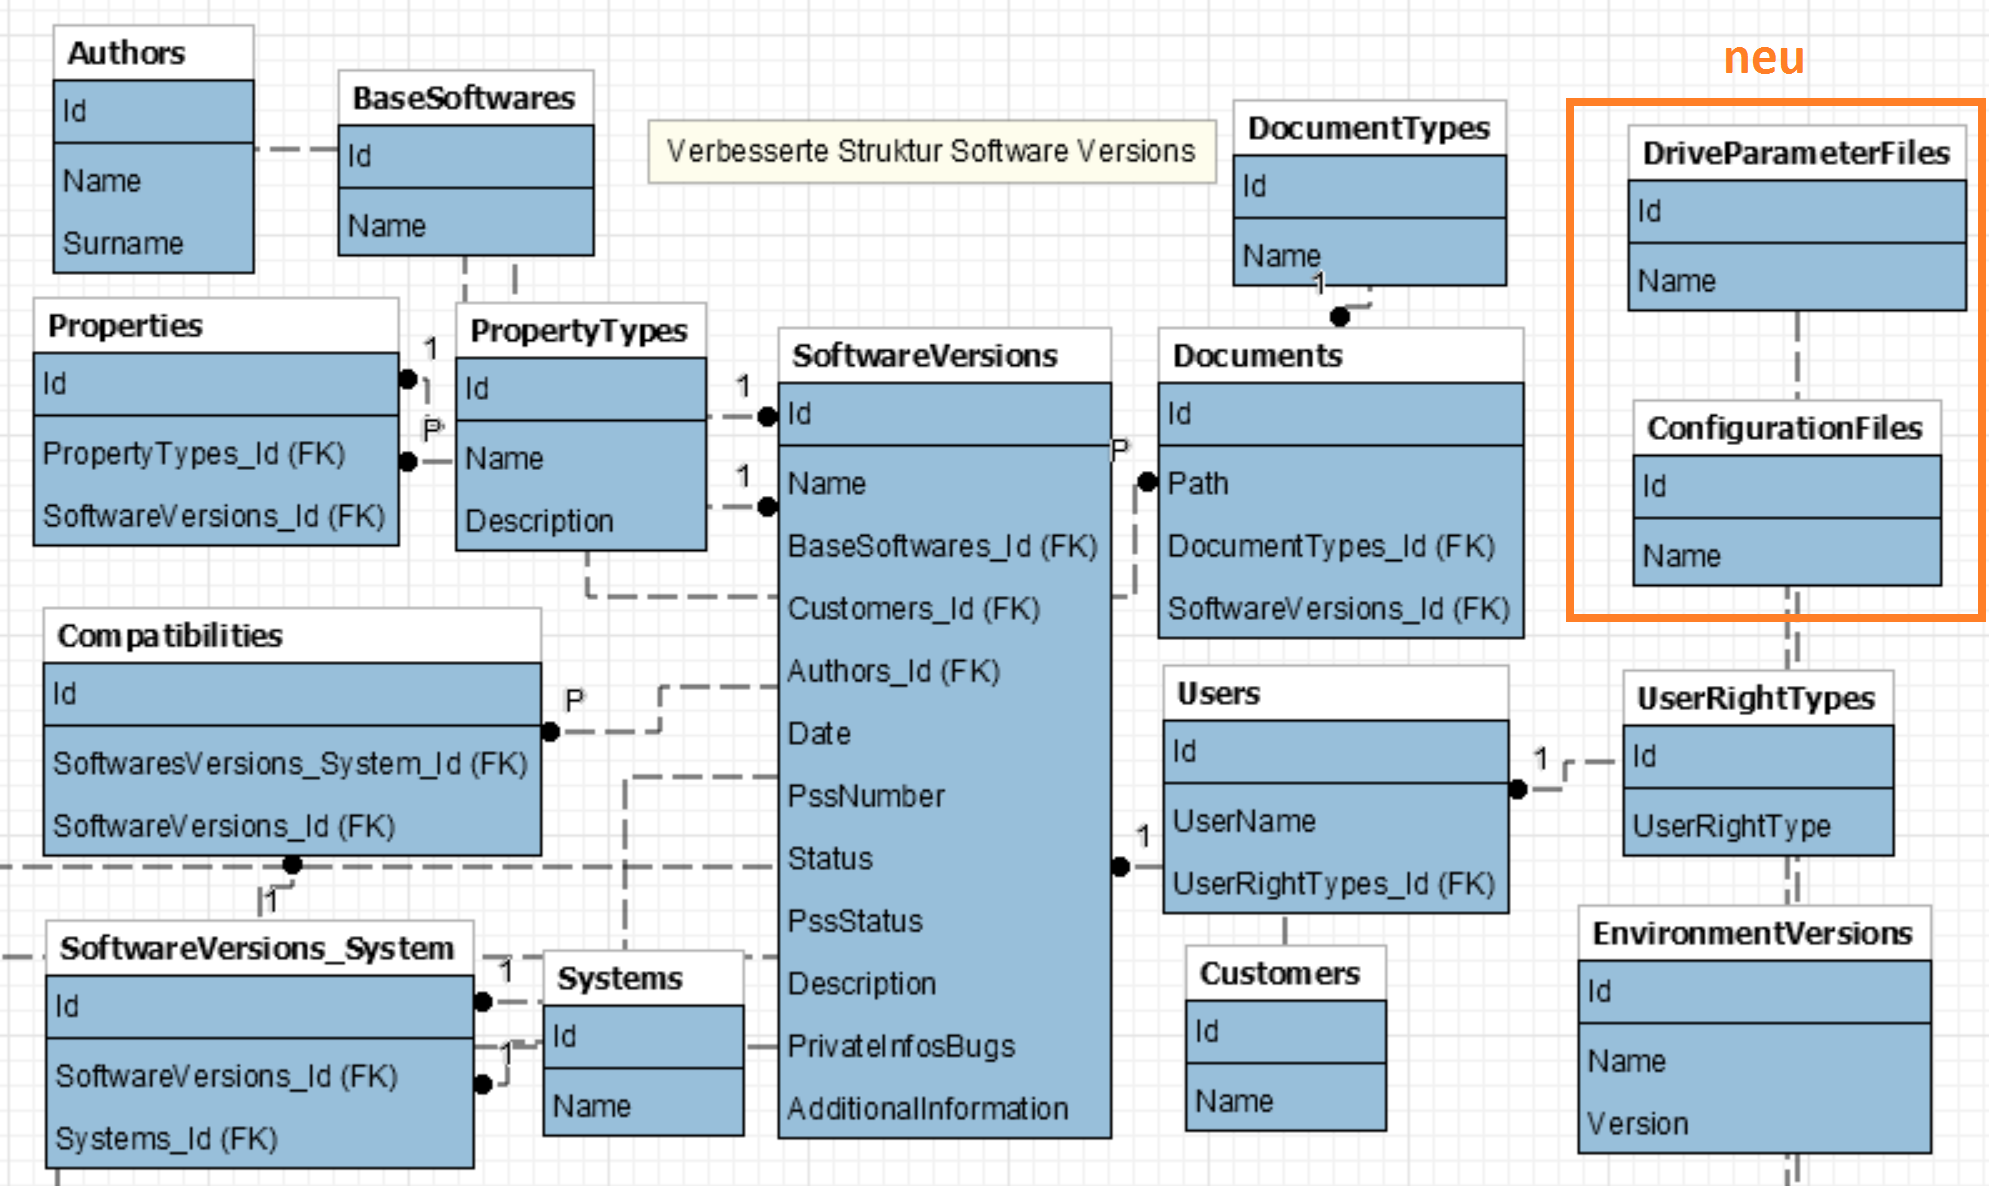 neu
Authors
Id
Name
Surname
BaseSoftwares
Id
Name
Verbesserte Struktur Software Versions
DocumentTypes
Id
Name
1
DriveParameterFiles
Id
Name
Properties
Id
PropertyTypes_Id (FK)
SoftwareVersions_Id (FK)
1
P
PropertyTypes
Id
Name
Description
1
1
SoftwareVersions
Id
Name
BaseSoftwares_Id (FK)
Customers_Id (FK)
Authors_Id (FK)
Date
PssNumber
Status
PssStatus
Description
PrivateInfosBugs
AdditionalInformation
P
Documents
Id
Path
DocumentTypes_Id (FK)
SoftwareVersions_Id (FK)
ConfigurationFiles
Id
Name
Compatibilities
Id
SoftwaresVersions_System_Id (FK)
SoftwareVersions_Id (FK)
P
1
Users
Id
UserName
UserRightTypes_Id (FK)
1
1
UserRightTypes
Id
UserRightType
SoftwareVersions_System
Id
SoftwareVersions_Id (FK)
Systems_Id (FK)
1
1
Systems
Id
Name
Customers
Id
Name
EnvironmentVersions
Id
Name
Version